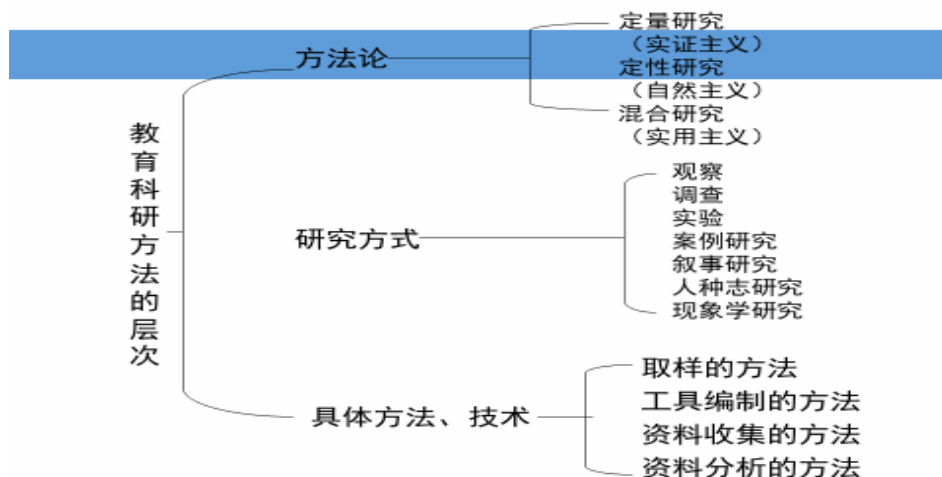 教育科研方法的层次
方法论
定量研究
（实证主义）
定性研究
（自然主义）
混合研究
（实用主义）
研究方式
观察
调查
实验
案例研究
叙事研究
人种志研究
现象学研究
具体方法、技术
取样的方法
工具编制的方法
资料收集的方法
资料分析的方法